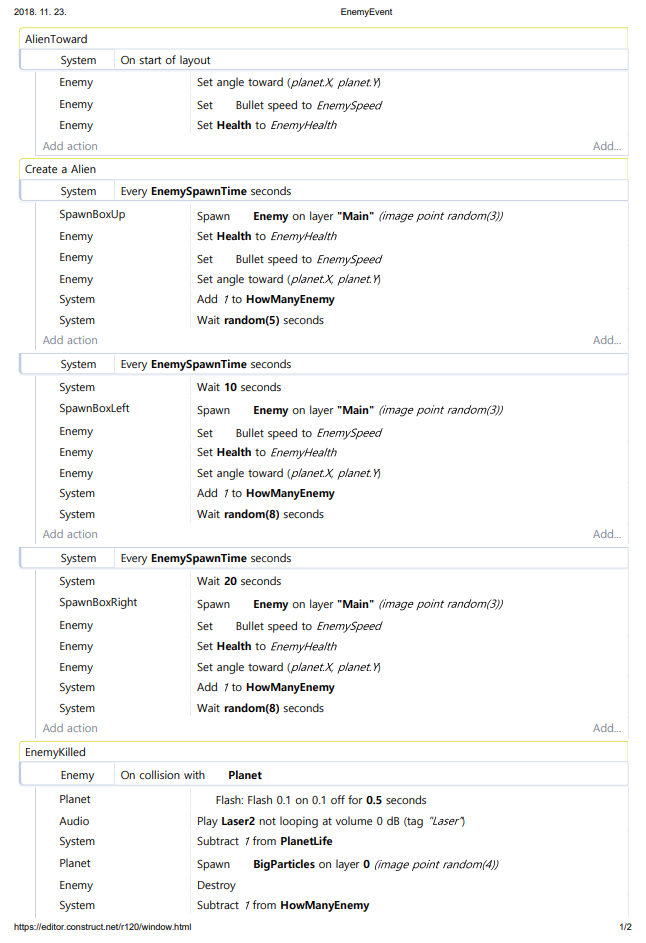 2018. 11. 23. EnemyEvent
AlienToward
System On start of layout
Enemy Set angle toward (planet.X, planet.Y)
Enemy Set Bullet speed to EnemySpeed
Enemy Set Health to EnemyHealth
Add action Add...
Create a Alien
System Every EnemySpawnTime seconds
SpawnBoxUp Spawn Enemy on layer "Main" (image point random(3))
Enemy Set Health to EnemyHealth
Enemy Set Bullet speed to EnemySpeed
Enemy Set angle toward (planet.X, planet.Y)
System Add 1 to HowManyEnemy
System Wait random(5) seconds
Add action Add...
System Every EnemySpawnTime seconds
System Wait 10 seconds
SpawnBoxLeft Spawn Enemy on layer "Main" (image point random(3))
Enemy Set Bullet speed to EnemySpeed
Enemy Set Health to EnemyHealth
Enemy Set angle toward (planet.X, planet.Y)
System Add 1 to HowManyEnemy
System Wait random(8) seconds
Add action Add...
System Every EnemySpawnTime seconds
System Wait 20 seconds
SpawnBoxRight Spawn Enemy on layer "Main" (image point random(3))
Enemy Set Bullet speed to EnemySpeed
Enemy Set Health to EnemyHealth
Enemy Set angle toward (planet.X, planet.Y)
System Add 1 to HowManyEnemy
System Wait random(8) seconds
Add action Add...
EnemyKilled
Enemy On collision with Planet
Planet Flash: Flash 0.1 on 0.1 off for 0.5 seconds
Audio Play Laser2 not looping at volume 0 dB (tag "Laser")
System Subtract 1 from PlanetLife
Planet Spawn BigParticles on layer 0 (image point random(4))
Enemy Destroy
System Subtract 1 from HowManyEnemy
https://editor.construct.net/r120/window.html 1/2